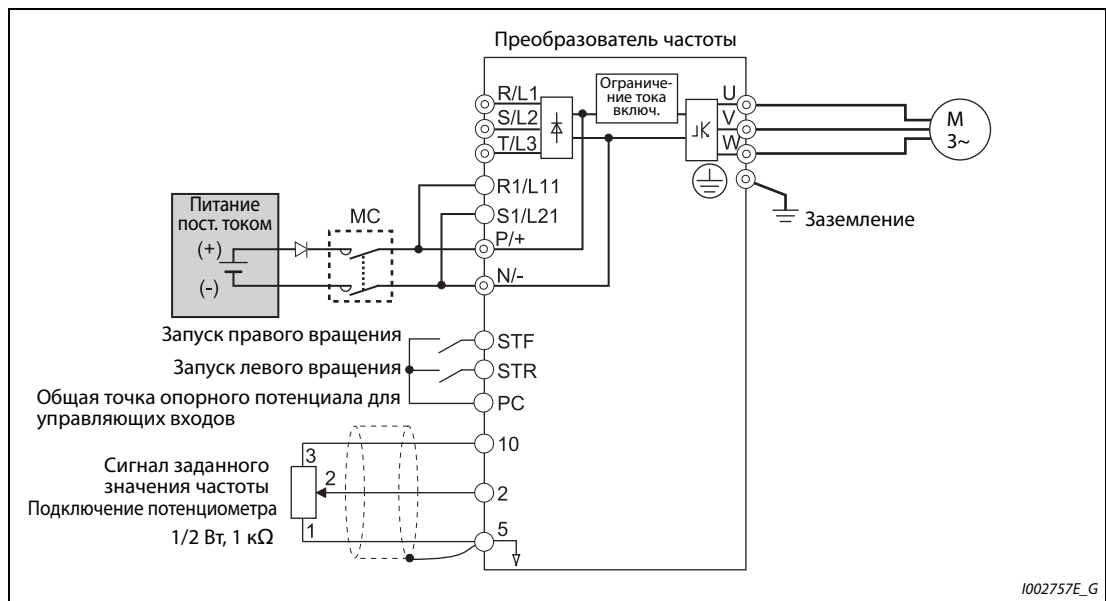 Преобразователь частоты
R/L1
S/L2
T/L3
Ограниче-
ние тока
включ.
U
V
W
M
3~
R1/L11
S1/L21
P/+
N/-
Заземление
Питание
пост. током
(+)
(-)
MC
Запуск правого вращения
STF
Запуск левого вращения
STR
Общая точка опорного потенциала для
управляющих входов
PC
10
3
Сигнал заданного
значения частоты
2
2
Подключение потенциометра
1/2 Вт, 1 кΩ
1
5
I002757E_G